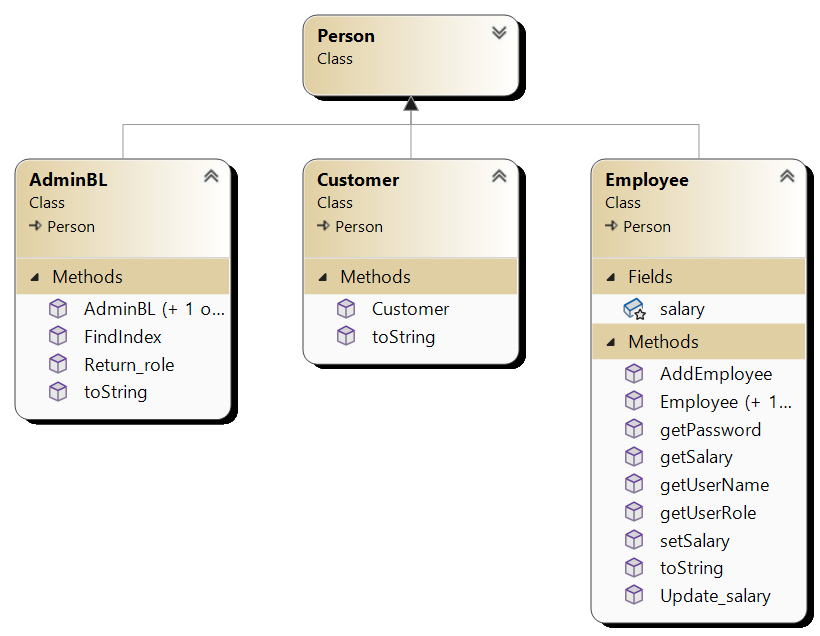 Person
Class
AdminBL
Class
Person
Methods
AdminBL (+ 1 o...
FindIndex
Return_role
toString
Customer
Class
Person
Methods
Customer
toString
Employee
Class
Person
Fields
salary
Methods
AddEmployee
Employee (+ 1...
getPassword
getSalary
getUserName
getUserRole
setSalary
toString
Update_salary